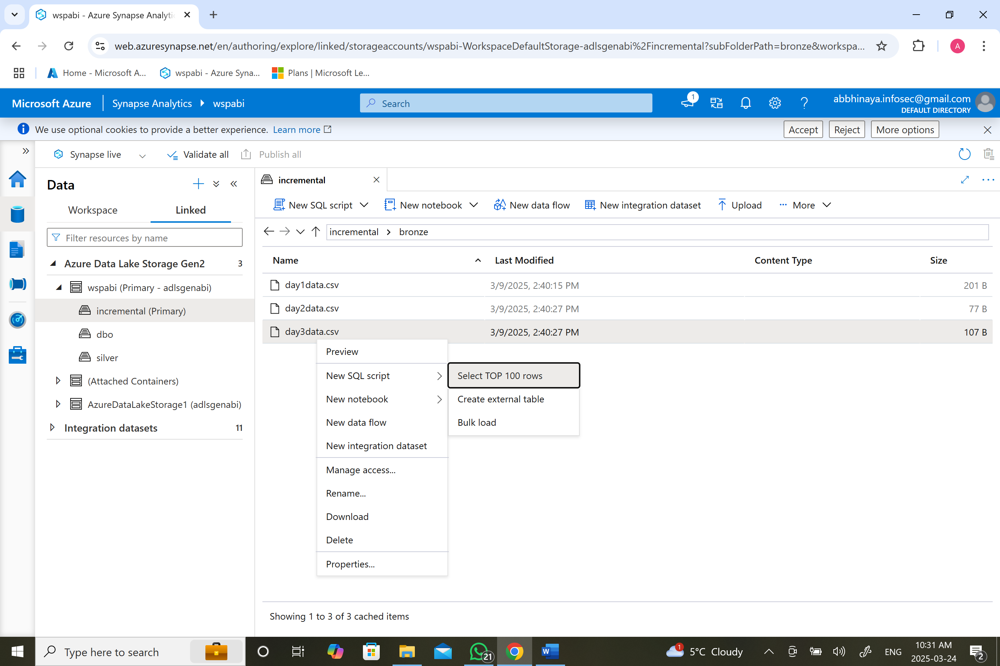 wspabi - Azure Synapse Analyti
web.azuresynapse.net/en/authoring/explore/linked/storageaccounts/wspabi-WorkspaceDefaultStorage-adlsgenabi%2Fincremental?subFolderPath=bronze&workspa...
A
Home - Microsoft A...
wspabi - Azure Syna...
Plans | Microsoft Le...
Microsoft Azure
Synapse Analytics
wspabi
Search
1
abbhinaya.infosec@gmail.com
DEFAULT DIRECTORY
We use optional cookies to provide a better experience. Learn more
Accept
Reject
More options
Synapse live
Validate all
Publish all
Data
Workspace
Linked
Filter resources by name
Azure Data Lake Storage Gen2 3
wspabi (Primary - adlsgenabi)
incremental (Primary)
dbo
silver
(Attached Containers)
AzureDataLakeStorage1 (adlsgenabi)
Integration datasets 11
incremental
New SQL script
New notebook
New data flow
New integration dataset
Upload
More
incremental > bronze
Name Last Modified Content Type Size
day1data.csv 3/9/2025, 2:40:15 PM 201 B
day2data.csv 3/9/2025, 2:40:27 PM 77 B
day3data.csv 3/9/2025, 2:40:27 PM 107 B
Preview
New SQL script
New notebook
New data flow
New integration dataset
Manage access...
Rename...
Download
Delete
Properties...
Select TOP 100 rows
Create external table
Bulk load
Showing 1 to 3 of 3 cached items
Type here to search
21
W
1
5°C Cloudy
ENG
10:31 AM
2025-03-24
2